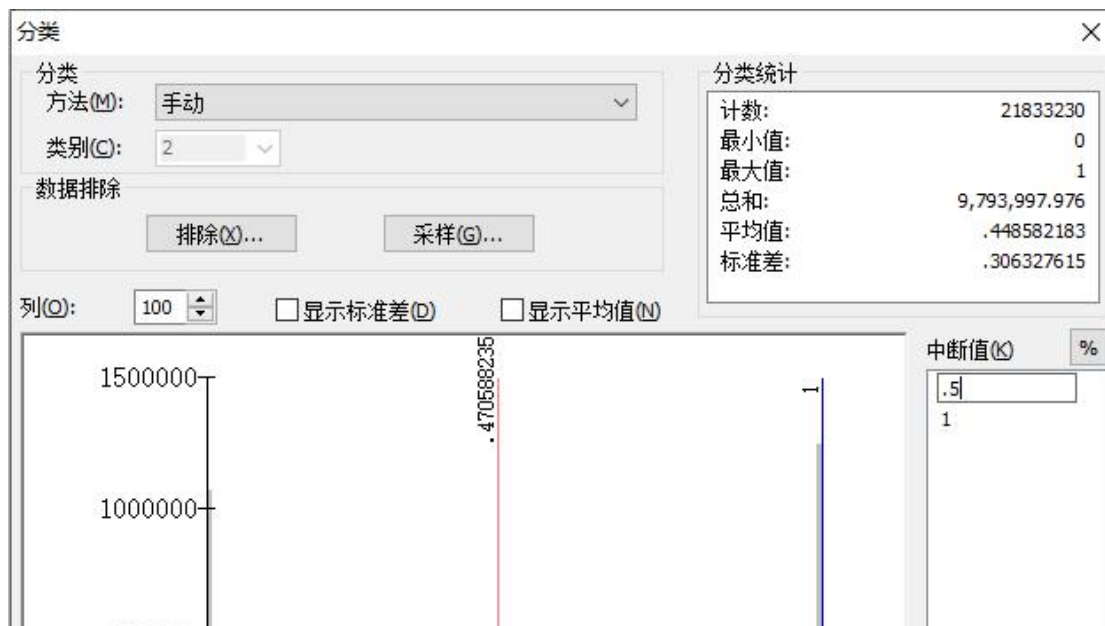 分类
分类
方法(M): 手动
类别(C): 2
数据排除
排除(X)...
采样(G)...
分类统计
计数: 21833230
最小值: 0
最大值: 1
总和: 9,793,997.976
平均值: .448582183
标准差: .306327615
列(O): 100
显示标准差(D)
显示平均值(N)
中断值(K)
%
.5
1
1500000
1000000
.470588235
1